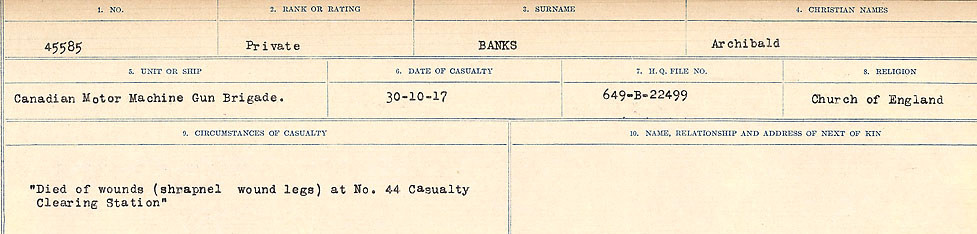 1. NO. 2. RANK OR RATING 3. SURNAME 4. CHRISTIAN NAMES
45585 Private BANKS Archibald
5. UNIT OR SHIP 6. DATE OF CASUALTY 7. H.Q. FILE NO. 8. RELIGION
Canadian Motor Machine Gun Brigade. 30-10-17 649-B-22499 Church of England
9. CIRCUMSTANCES OF CASUALTY 10. NAME, RELATIONSHIP AND ADDRESS OF NEXT OF KIN
"Died of wounds (shrapnel wound legs) at No. 44 Casualty
Clearing Station"